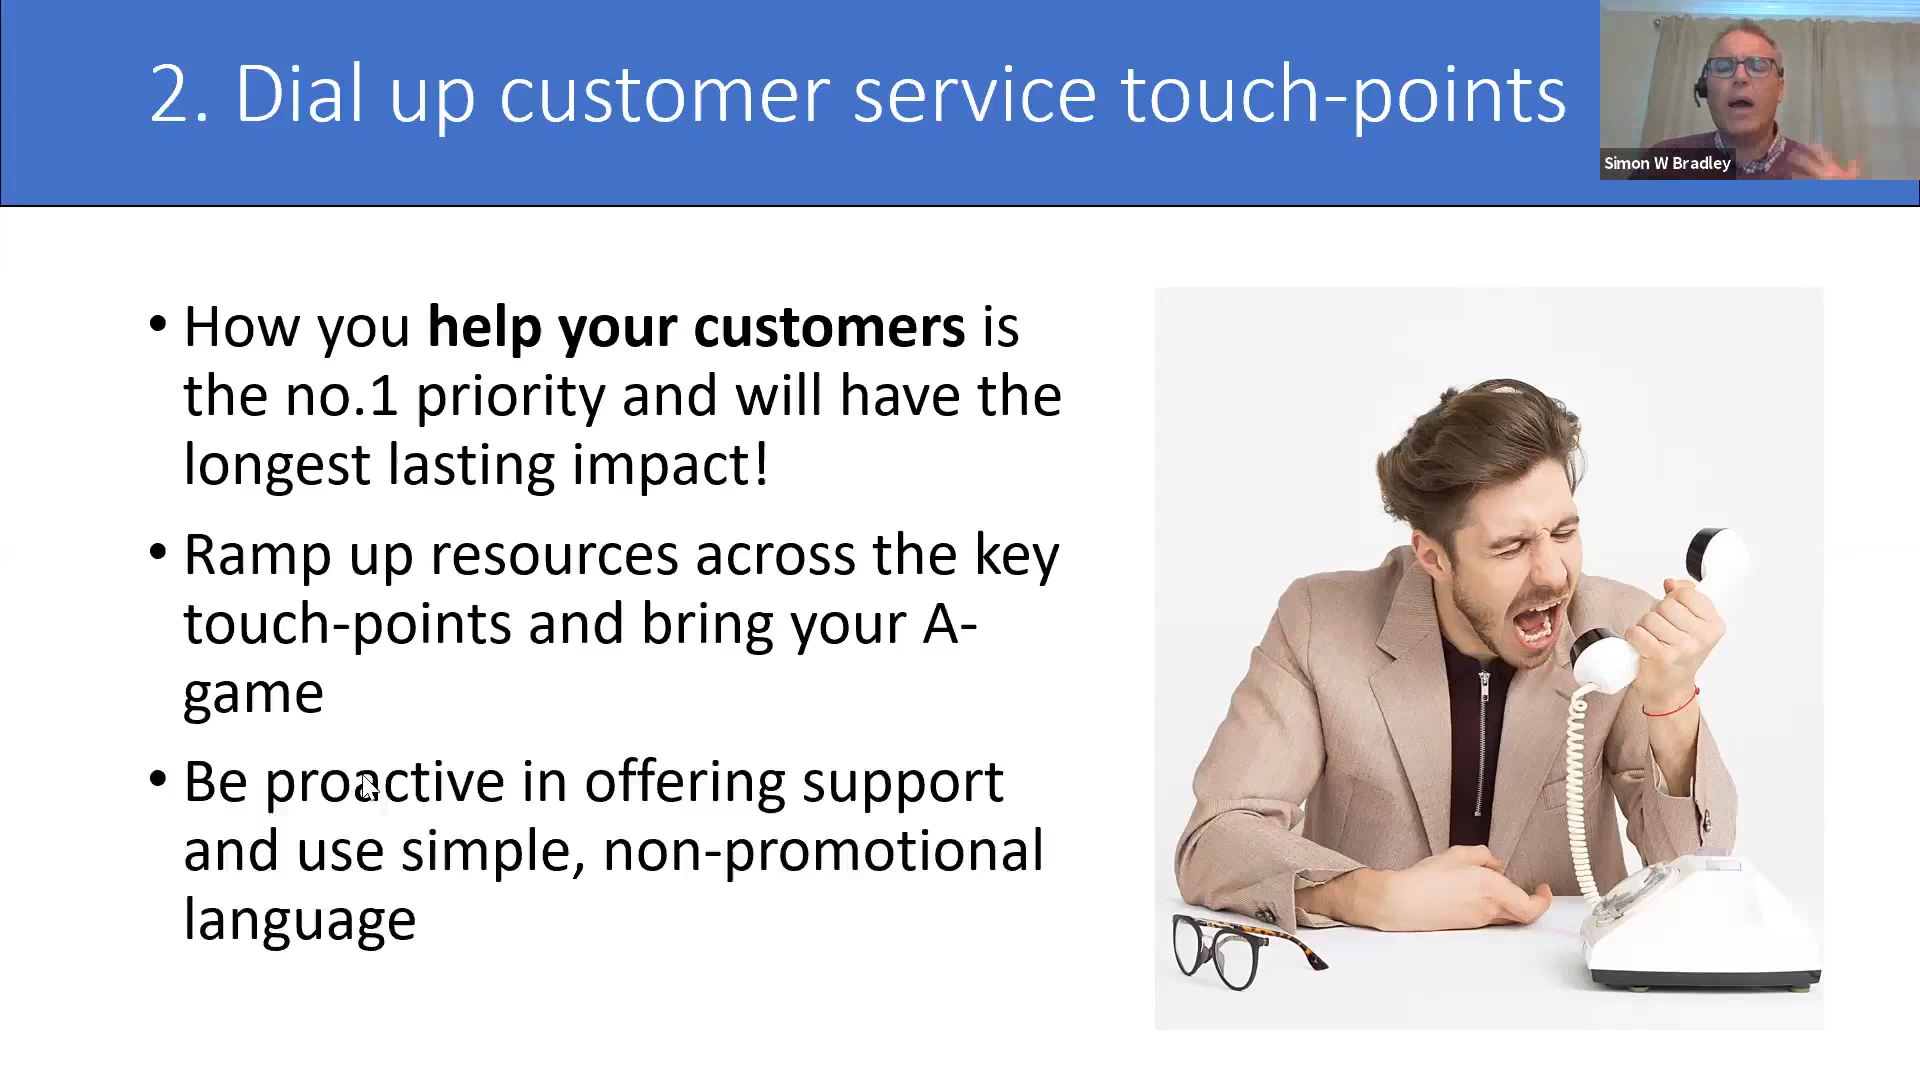 2. Dial up customer service touch-points
Simon W Bradley
• How you help your customers is
the no.1 priority and will have the
longest lasting impact!
• Ramp up resources across the key
touch-points and bring your A-
game
• Be proactive in offering support
and use simple, non-promotional
language